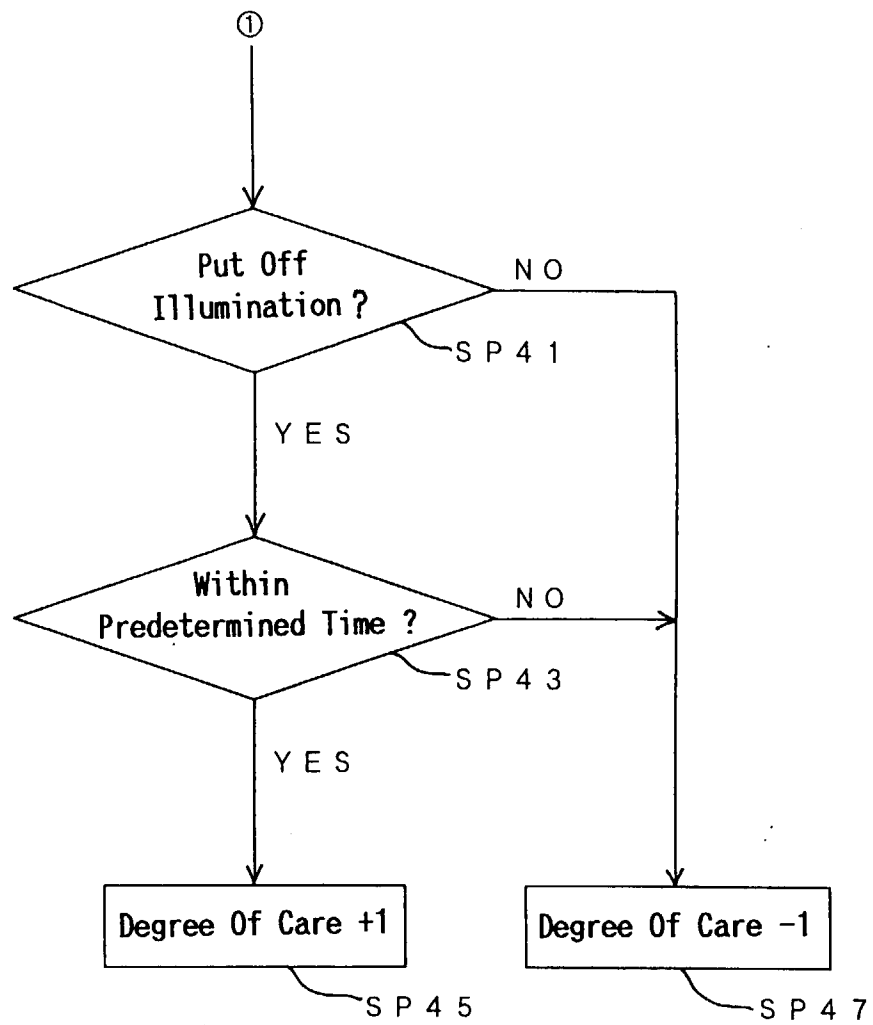 ①
Put Off
Illumination ?
NO
SP41
YES
Within
Predetermined Time ?
NO
SP43
YES
Degree Of Care +1
Degree Of Care -1
SP45
SP47